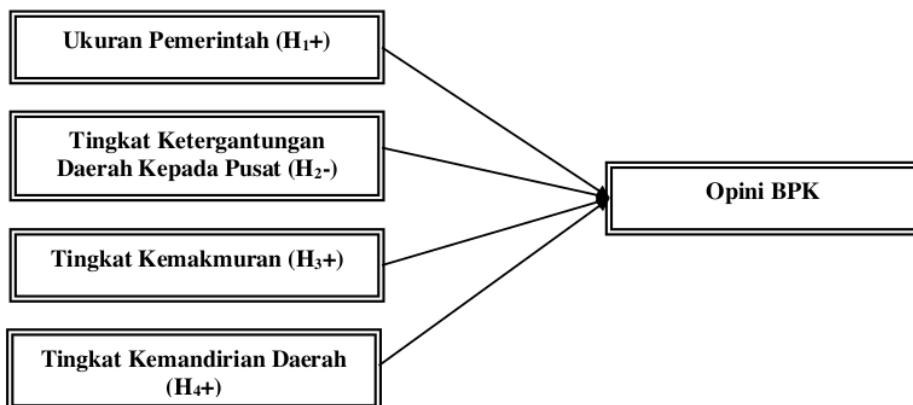 Ukuran Pemerintah (H₁+)
Tingkat Ketergantungan
Daerah Kepada Pusat (H₂-)
Tingkat Kemakmuran (H₃+)
Tingkat Kemandirian Daerah
(H₄+)
Opini BPK